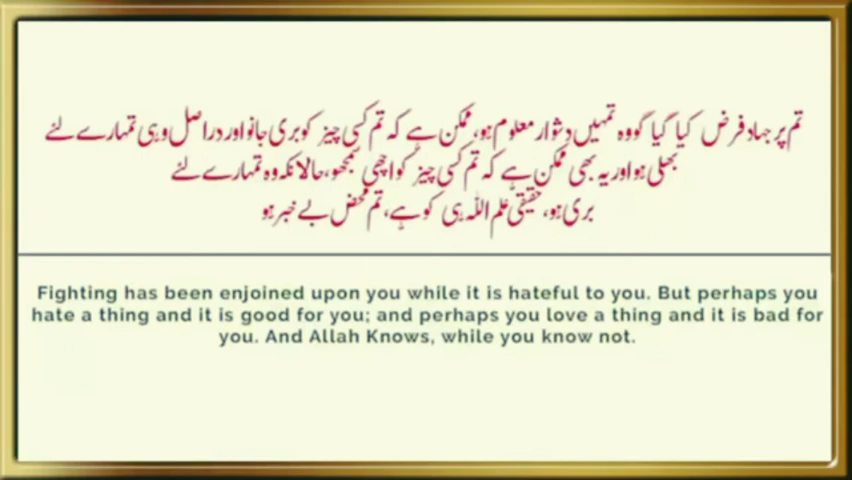 تم پر جہاد فرض کیا گیا گو وہ تمہیں دشوار معلوم ہو، ممکن ہے کہ تم کسی چیز کو بری جانو اور دراصل وہی تمہارے لئے
بھلی ہو اور یہ بھی ممکن ہے کہ تم کسی چیز کو اچھی سمجھو، حالانکہ وہ تمہارے لئے
بری ہو، حقیقی علم اللہ ہی کو ہے، تم محض بے خبر ہو
Fighting has been enjoined upon you while it is hateful to you. But perhaps you
hate a thing and it is good for you; and perhaps you love a thing and it is bad for
you. And Allah Knows, while you know not.